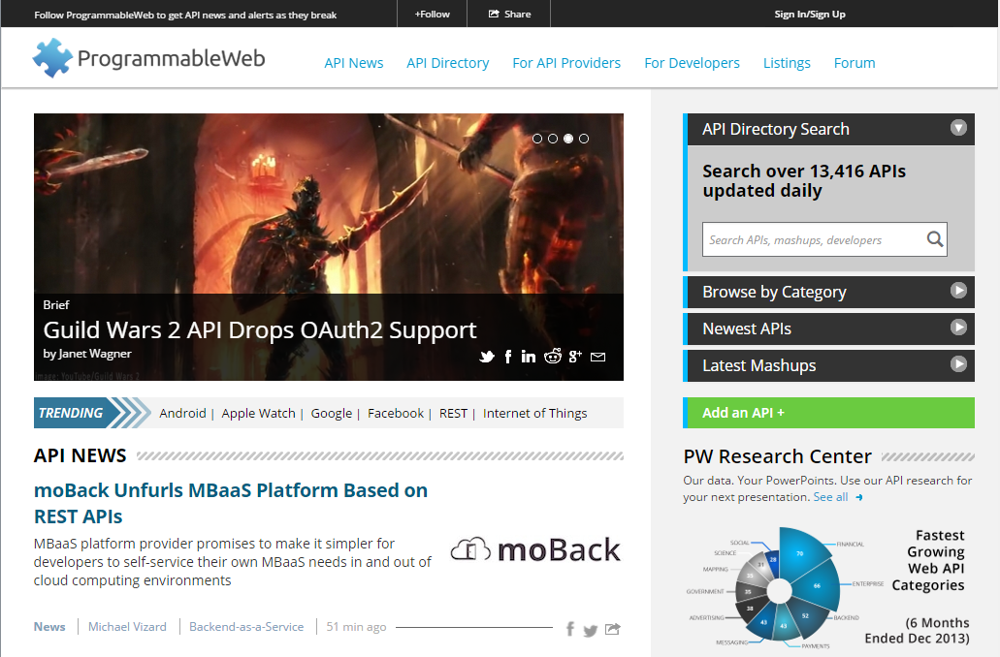 Follow ProgrammableWeb to get API news and alerts as they break
+Follow
Share
Sign In/Sign Up
ProgrammableWeb
API News
API Directory
For API Providers
For Developers
Listings
Forum
Brief
Guild Wars 2 API Drops OAuth2 Support
by Janet Wagner
Image: YouTube/Guild Wars 2
TRENDING
Android | Apple Watch | Google | Facebook | REST | Internet of Things
API NEWS
moBack Unfurls MBaaS Platform Based on
REST APIs
MBaaS platform provider promises to make it simpler for
developers to self-service their own MBaaS needs in and out of
cloud computing environments
moBack
News | Michael Vizard | Backend-as-a-Service | 51 min ago
API Directory Search
Search over 13,416 APIs
updated daily
Search APIs, mashups, developers
Browse by Category
Newest APIs
Latest Mashups
Add an API +
PW Research Center
Our data. Your PowerPoints. Use our API research for
your next presentation. See all
Fastest
Growing
Web API
Categories
(6 Months
Ended Dec 2013)
FINANCIAL
70
ENTERPRISE
66
BACKEND
52
PAYMENTS
43
MESSAGING
43
ADVERTISING
38
GOVERNMENT
35
MAPPING
SCIENCE
31
SOCIAL
28